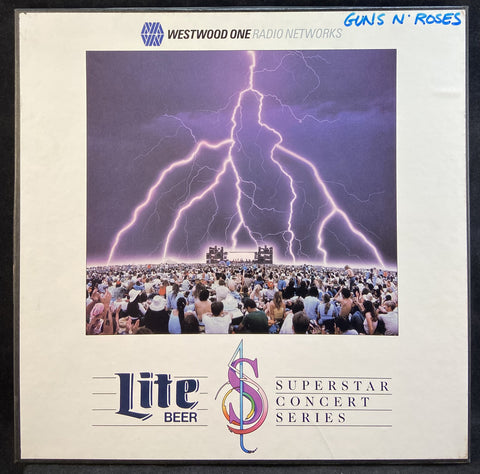 GUNS N' ROSES
WESTWOOD ONE RADIO NETWORKS
Lite
BEER
SUPERSTAR
CONCERT
SERIES